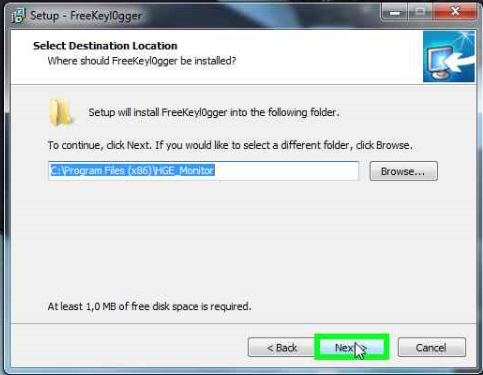 Setup - FreeKeyl0gger
Select Destination Location
Where should FreeKeyl0gger be installed?
Setup will install FreeKeyl0gger into the following folder.
To continue, click Next. If you would like to select a different folder, click Browse.
C:\Program Files (x86)\HGE_Monitor
Browse...
At least 1,0 MB of free disk space is required.
< Back
Next >
Cancel